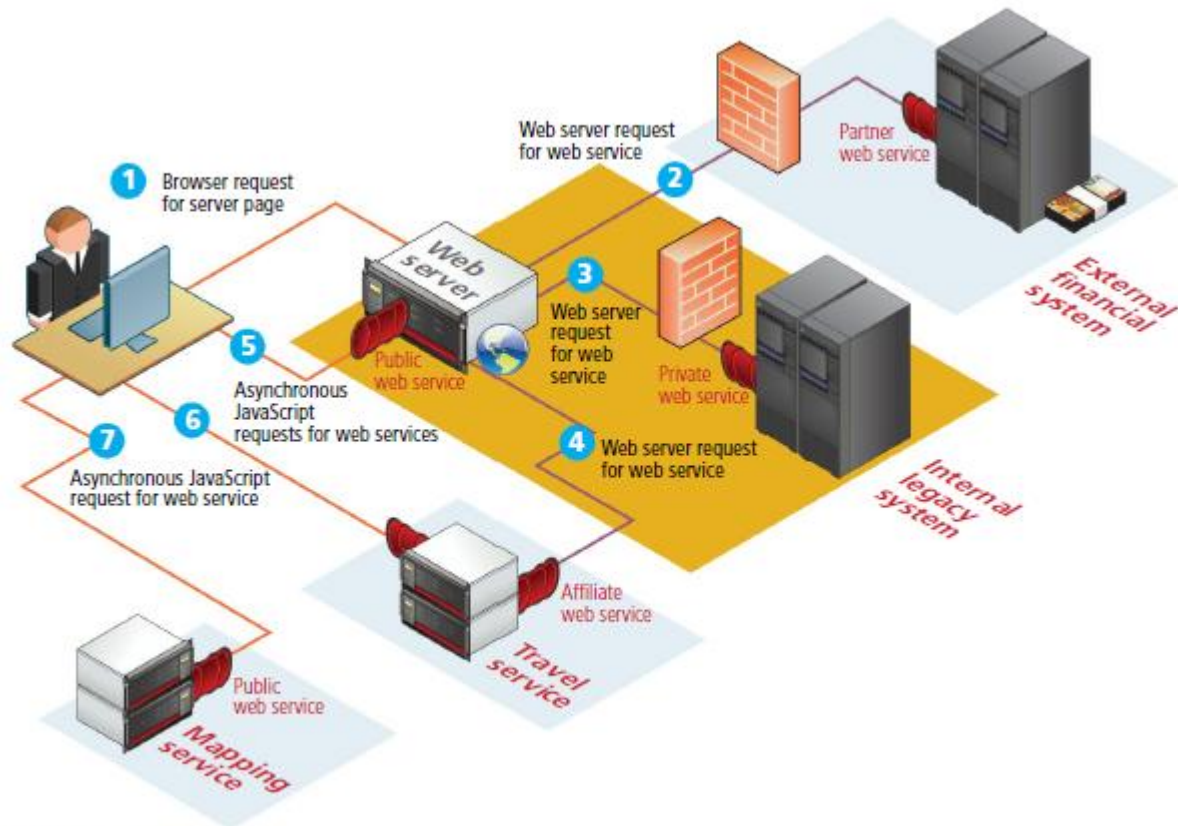 1
Browser request
for server page
Web server request
for web service
2
Partner
web service
External
financial
system
Web
server
3
Web server
request
for web
service
Public
web service
Private
web service
Internal
legacy
system
5
Asynchronous
JavaScript
requests for web services
6
4
Web server request
for web service
7
Asynchronous JavaScript
request for web service
Affiliate
web service
Travel
service
Public
web service
Mapping
service